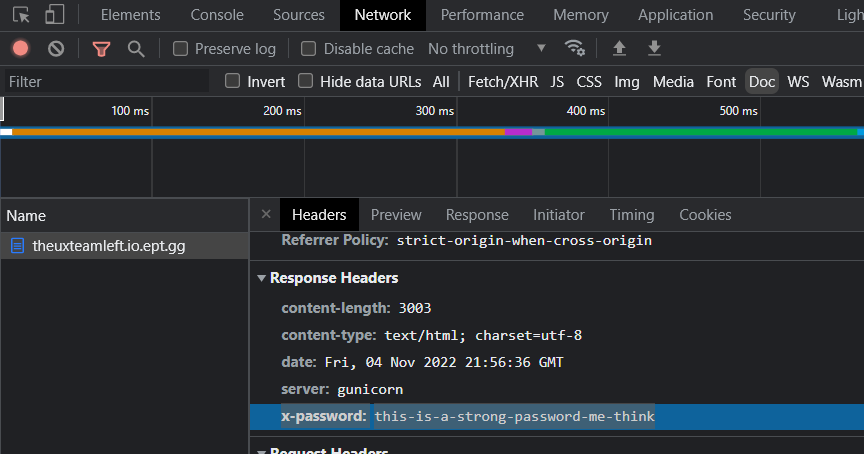 Elements Console Sources Network Performance Memory Application Security Ligh
Preserve log Disable cache No throttling
Filter Invert Hide data URLs All Fetch/XHR JS CSS Img Media Font Doc WS Wasm
100 ms 200 ms 300 ms 400 ms 500 ms
Name Headers Preview Response Initiator Timing Cookies
theuxteamleft.io.ept.gg
Referrer Policy: strict-origin-when-cross-origin
Response Headers
content-length: 3003
content-type: text/html; charset=utf-8
date: Fri, 04 Nov 2022 21:56:36 GMT
server: gunicorn
x-password: this-is-a-strong-password-me-think
Request Headers